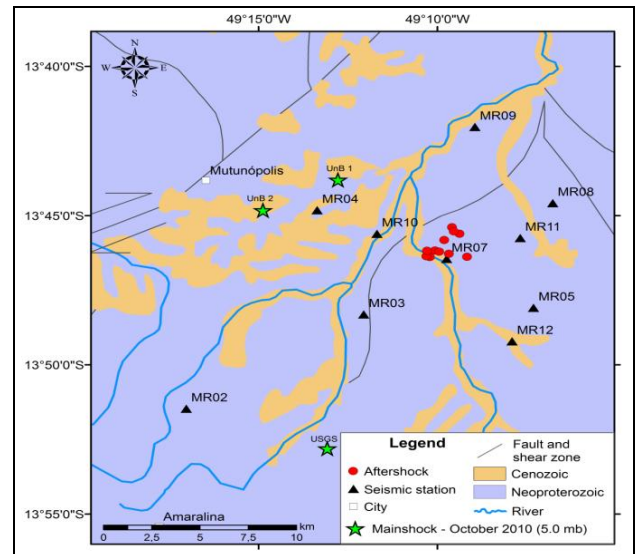 49°15'0"W
49°10'0"W
13°40'0"S
N
W
E
S
MR09
Mutunópolis
UnB 1
MR08
UnB 2
MR04
13°45'0"S
MR10
MR11
MR07
MR03
MR05
MR12
13°50'0"S
MR02
USGS
Legend
Aftershock
Seismic station
City
Fault and
shear zone
Cenozoic
Neoproterozoic
River
Mainshock - October 2010 (5.0 mb)
Amaralina
0 2,5 5 7,5 10
km
13°55'0"S